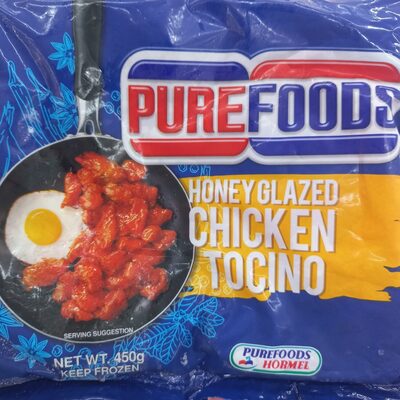 PUREFOODS
HONEY GLAZED
CHICKEN
TOCINO
SERVING SUGGESTION
NET WT. 450g
KEEP FROZEN
PUREFOODS
HORMEL